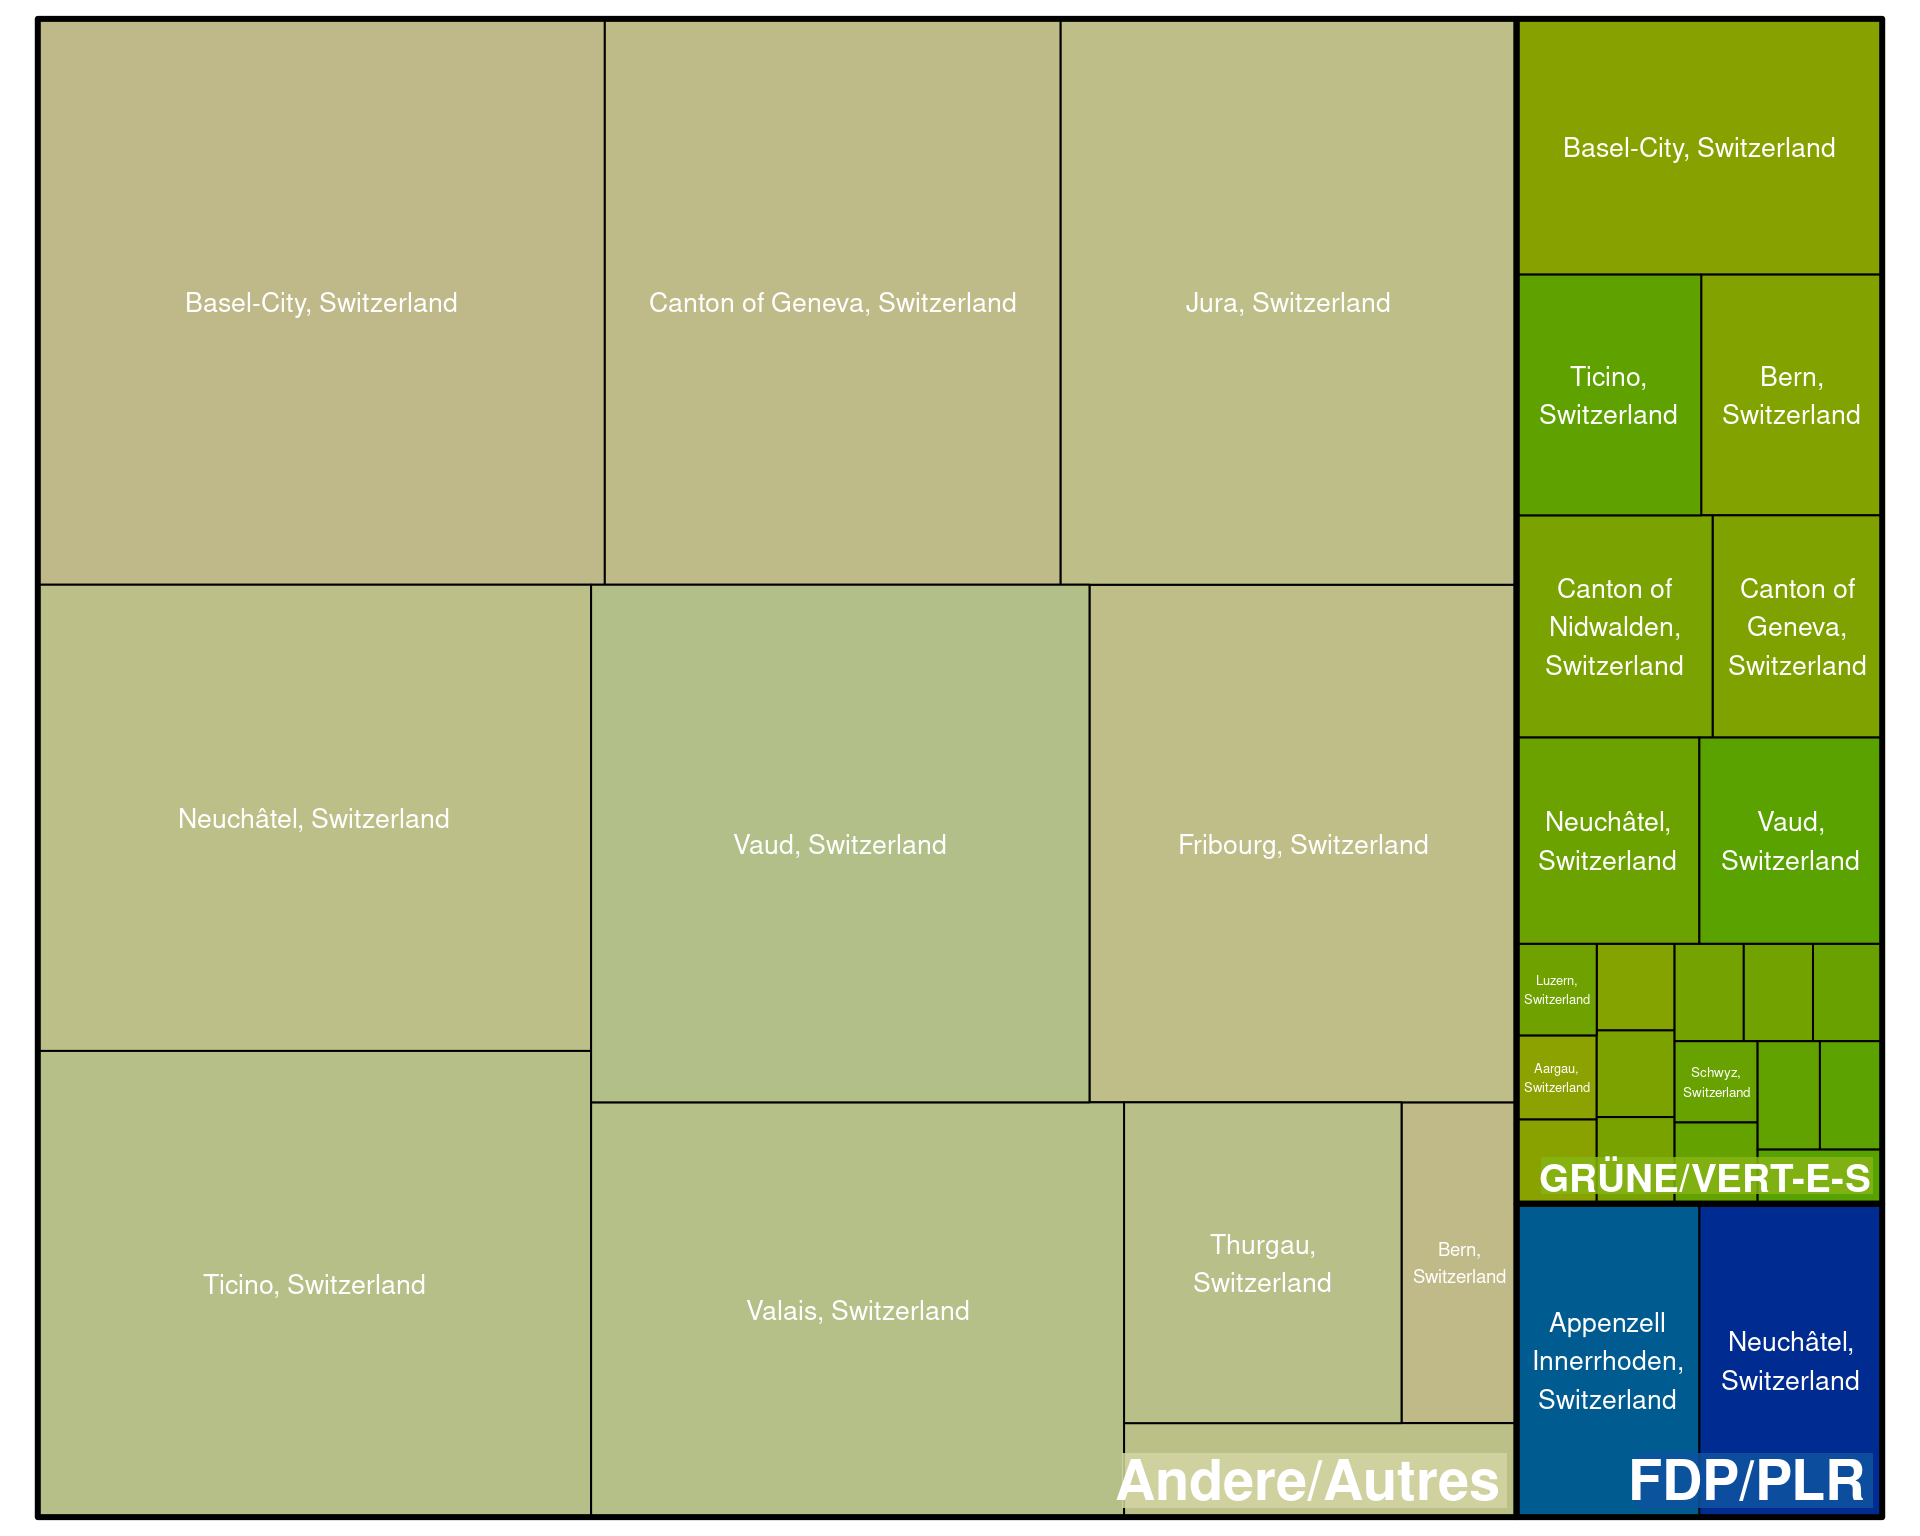 Basel-City, Switzerland
Canton of Geneva, Switzerland
Jura, Switzerland
Neuchâtel, Switzerland
Vaud, Switzerland
Fribourg, Switzerland
Ticino, Switzerland
Valais, Switzerland
Thurgau,
Switzerland
Bern,
Switzerland
Andere/Autres
Basel-City, Switzerland
Ticino,
Switzerland
Bern,
Switzerland
Canton of
Nidwalden,
Switzerland
Canton of
Geneva,
Switzerland
Neuchâtel,
Switzerland
Vaud,
Switzerland
Luzern,
Switzerland
Aargau,
Switzerland
Schwyz,
Switzerland
GRÜNE/VERT-E-S
Appenzell
Innerrhoden,
Switzerland
Neuchâtel,
Switzerland
FDP/PLR